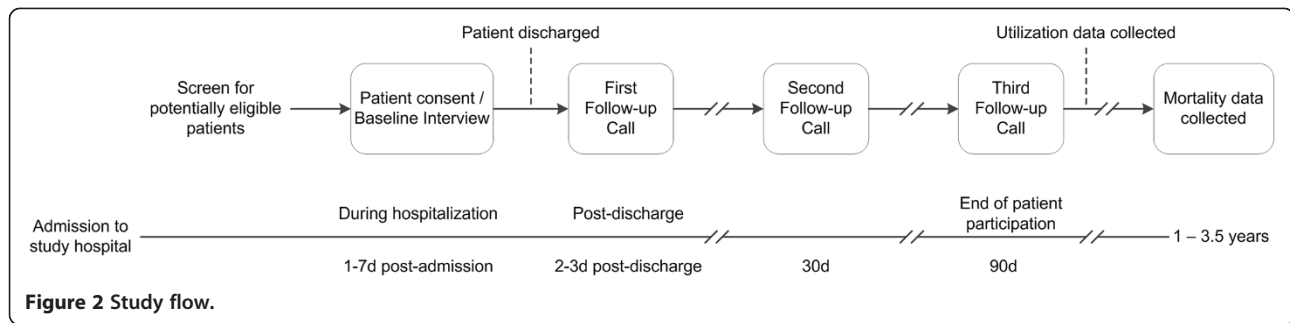 Patient discharged
Utilization data collected
Screen for
potentially eligible
patients
Patient consent /
Baseline Interview
First
Follow-up
Call
Second
Follow-up
Call
Third
Follow-up
Call
Mortality data
collected
Admission to
study hospital
During hospitalization
1-7d post-admission
Post-discharge
2-3d post-discharge
30d
End of patient
participation
90d
1 – 3.5 years
Figure 2 Study flow.